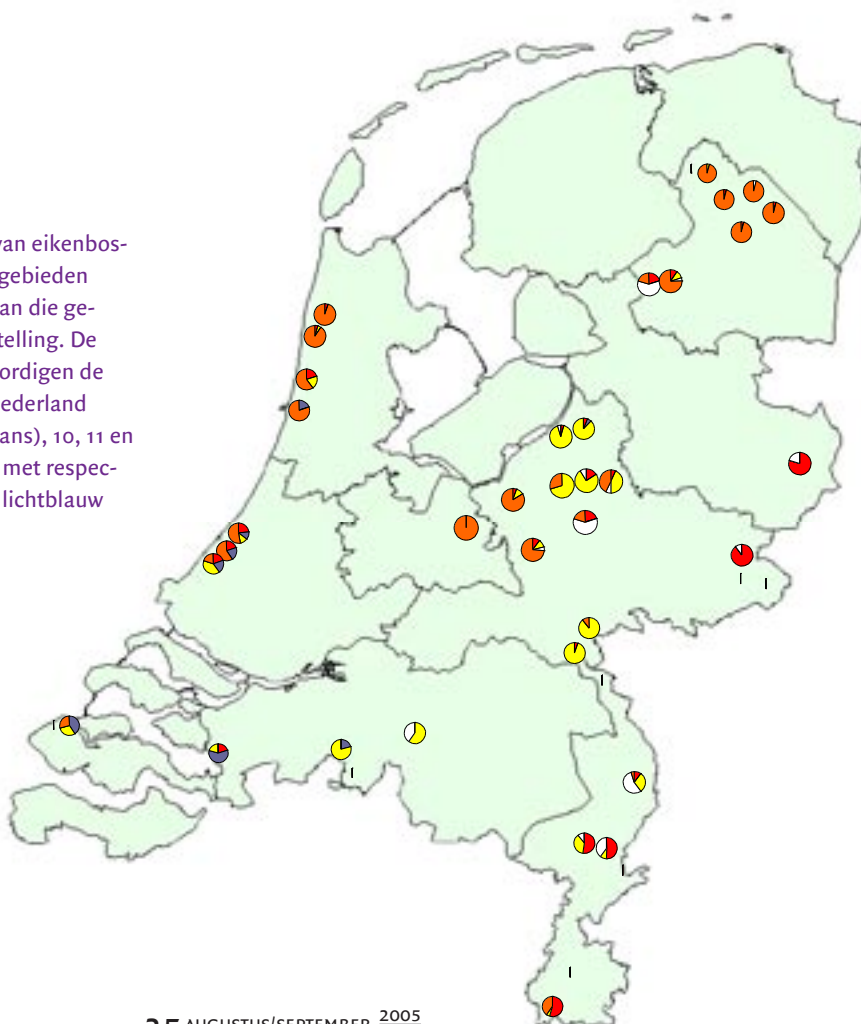 van eikenbos-
gebieden
an die ge-
telling. De
ordigen de
ederland
ans), 10, 11 en
met respec-
lichtblauw
AUGUSTUS/SEPTEMBER 2005